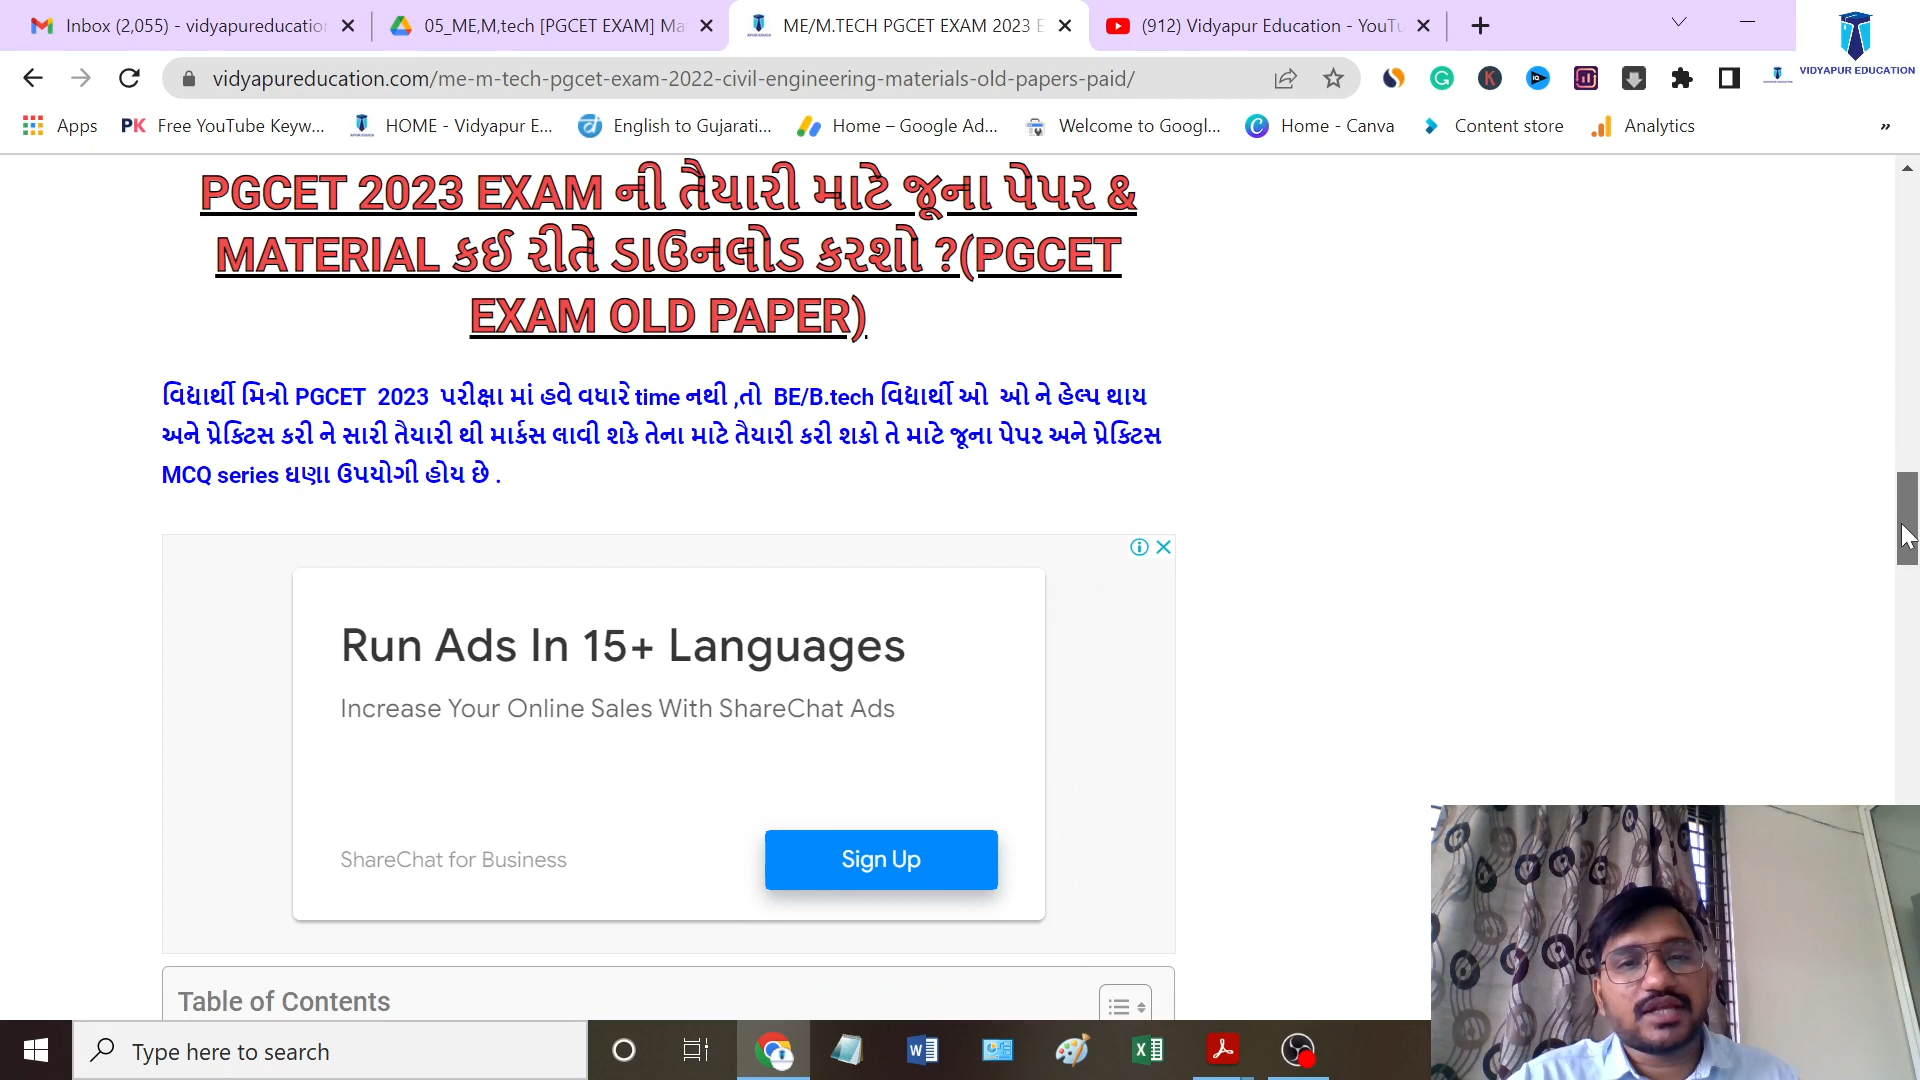 Inbox (2,055) - vidyapureducation
05_ME,M,tech [PGCET EXAM] Ma
ME/M.TECH PGCET EXAM 2023 E
(912) Vidyapur Education - YouTu
VIDYAPUR EDUCATION
vidyapureducation.com/me-m-tech-pgcet-exam-2022-civil-engineering-materials-old-papers-paid/
Apps
PK Free YouTube Keyw...
HOME - Vidyapur E...
English to Gujarati...
Home – Google Ad...
Welcome to Googl...
Home - Canva
Content store
Analytics
»
PGCET 2023 EXAM ની તૈયારી માટે જૂના પેપર &
MATERIAL કઈ રીતે ડાઉનલોડ કરશો ?(PGCET
EXAM OLD PAPER)
વિદ્યાર્થી મિત્રો PGCET 2023 પરીક્ષા માં હવે વધારે time નથી ,તો BE/B.tech વિદ્યાર્થી ઓ ઓ ને હેલ્પ થાય
અને પ્રેક્ટિસ કરી ને સારી તૈયારી થી માર્કસ લાવી શકે તેના માટે તૈયારી કરી શકો તે માટે જૂના પેપર અને પ્રેક્ટિસ
MCQ series ઘણા ઉપયોગી હોય છે .
Run Ads In 15+ Languages
Increase Your Online Sales With ShareChat Ads
ShareChat for Business
Sign Up
Table of Contents
Type here to search